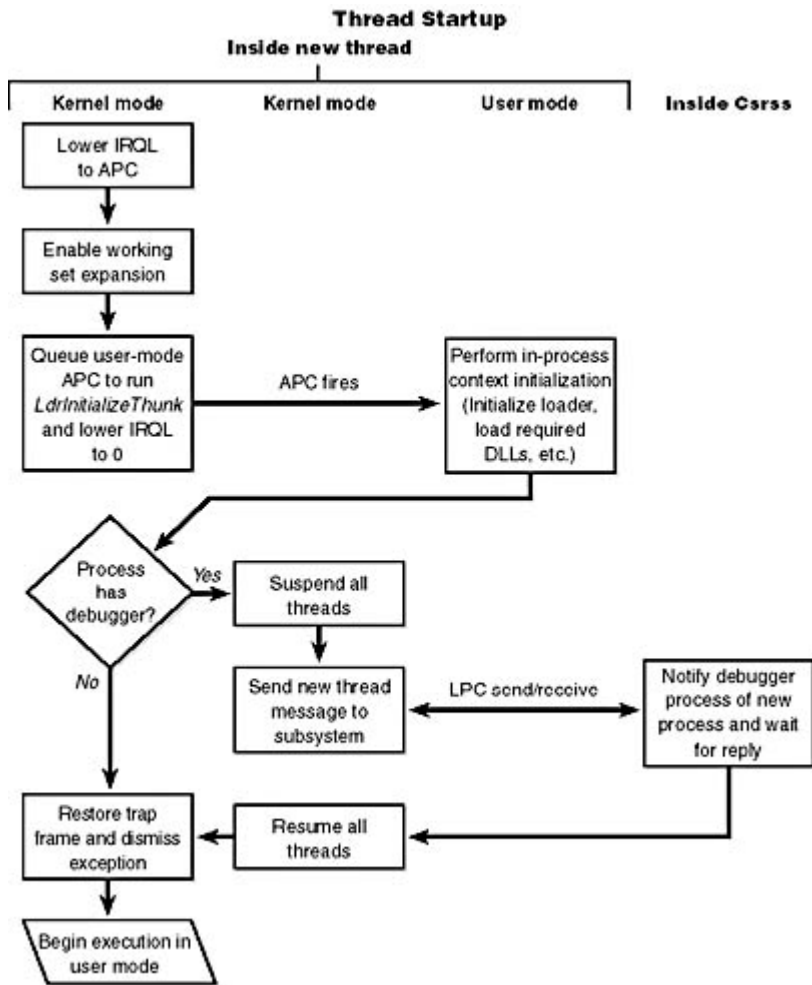 Thread Startup
Inside new thread
Kernel mode
Kernel mode
User mode
Inside Csrss
Lower IRQL
to APC
Enable working
set expansion
Queue user-mode
APC to run
LdrInitializeThunk
and lower IRQL
to 0
APC fires
Perform in-process
context initialization
(Initialize loader,
load required
DLLs, etc.)
Process
has
debugger?
Yes
Suspend all
threads
No
Send new thread
message to
subsystem
LPC send/receive
Notify debugger
process of new
process and wait
for reply
Restore trap
frame and dismiss
exception
Resume all
threads
Begin execution in
user mode